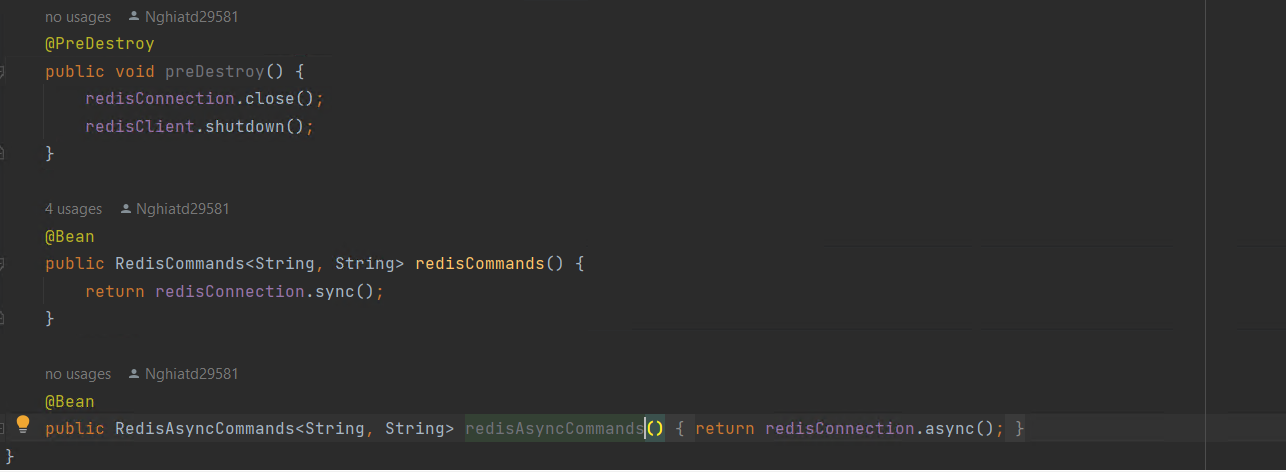 no usages Nghiatd29581
@PreDestroy
public void preDestroy() {
redisConnection.close();
redisClient.shutdown();
}
4 usages Nghiatd29581
@Bean
public RedisCommands<String, String> redisCommands() {
return redisConnection.sync();
}
no usages Nghiatd29581
@Bean
public RedisAsyncCommands<String, String> redisAsyncCommands() { return redisConnection.async(); }
}